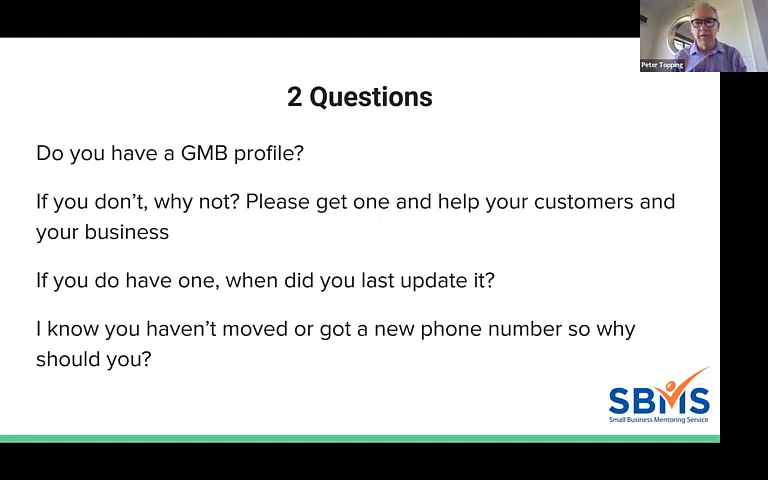 Peter Topping
2 Questions
Do you have a GMB profile?
If you don't, why not? Please get one and help your customers and
your business
If you do have one, when did you last update it?
I know you haven't moved or got a new phone number so why
should you?
SBMS
Small Business Mentoring Service